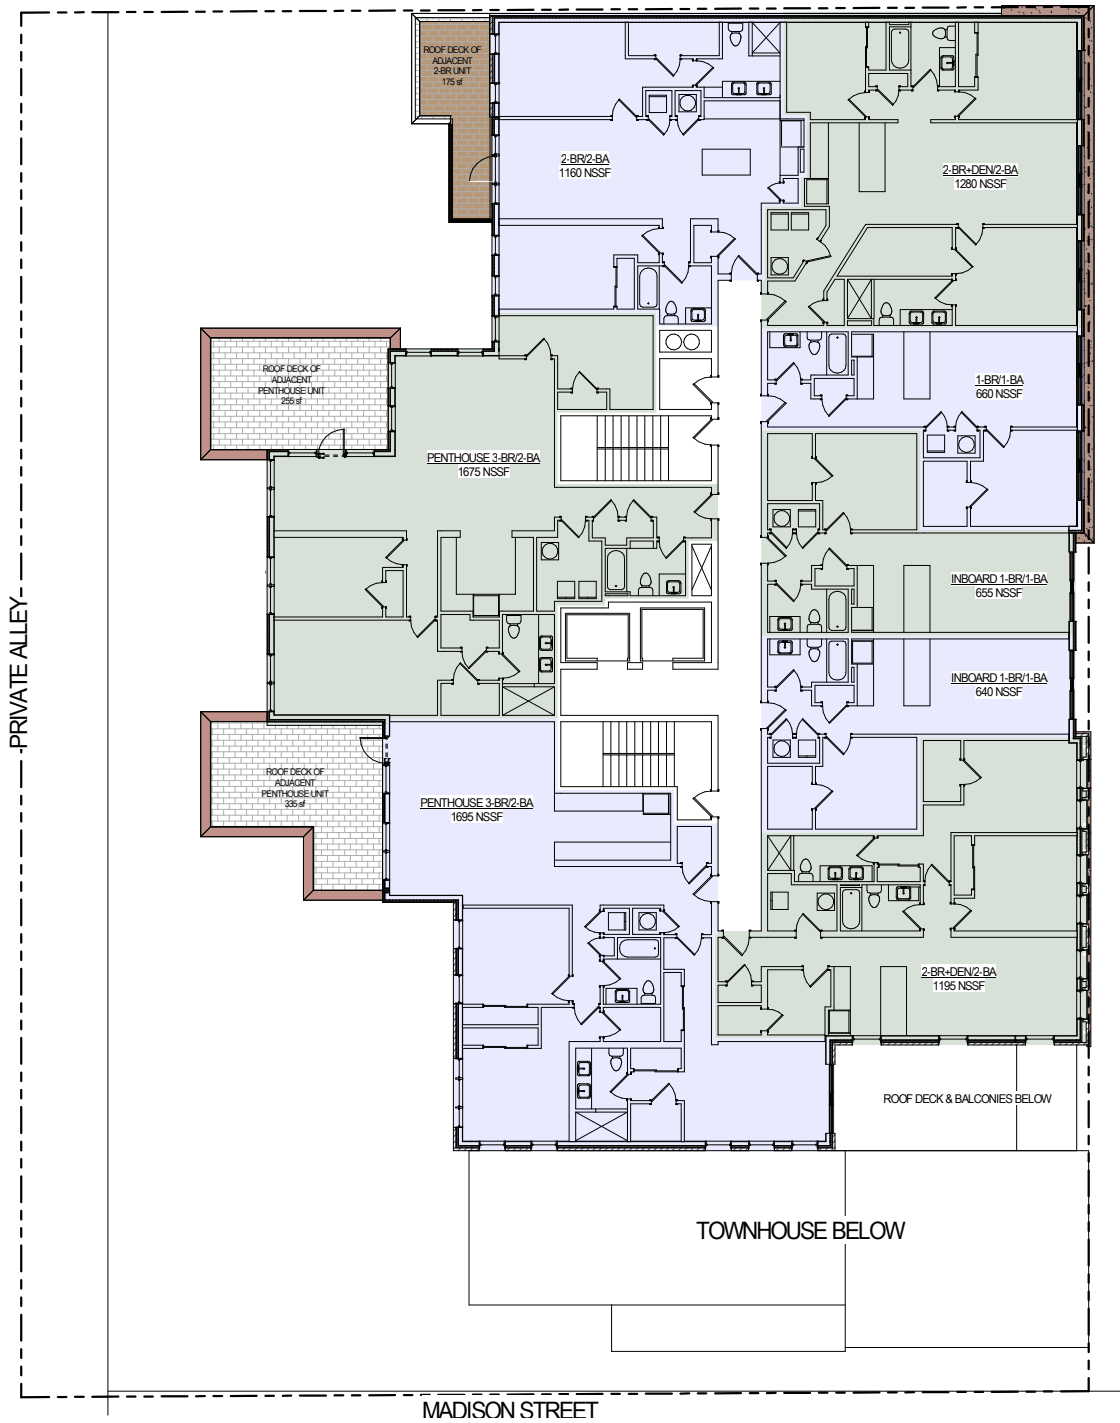 ROOF DECK OF
ADJACENT
2-BR UNIT
175 sf
2-BR/2-BA
1160 NSSF
2-BR+DEN/2-BA
1280 NSSF
ROOF DECK OF
ADJACENT
PENTHOUSE UNIT
255 sf
1-BR/1-BA
660 NSSF
PENTHOUSE 3-BR/2-BA
1675 NSSF
INBOARD 1-BR/1-BA
655 NSSF
PRIVATE ALLEY
INBOARD 1-BR/1-BA
640 NSSF
ROOF DECK OF
ADJACENT
PENTHOUSE UNIT
335 sf
PENTHOUSE 3-BR/2-BA
1695 NSSF
2-BR+DEN/2-BA
1195 NSSF
ROOF DECK & BALCONIES BELOW
TOWNHOUSE BELOW
MADISON STREET